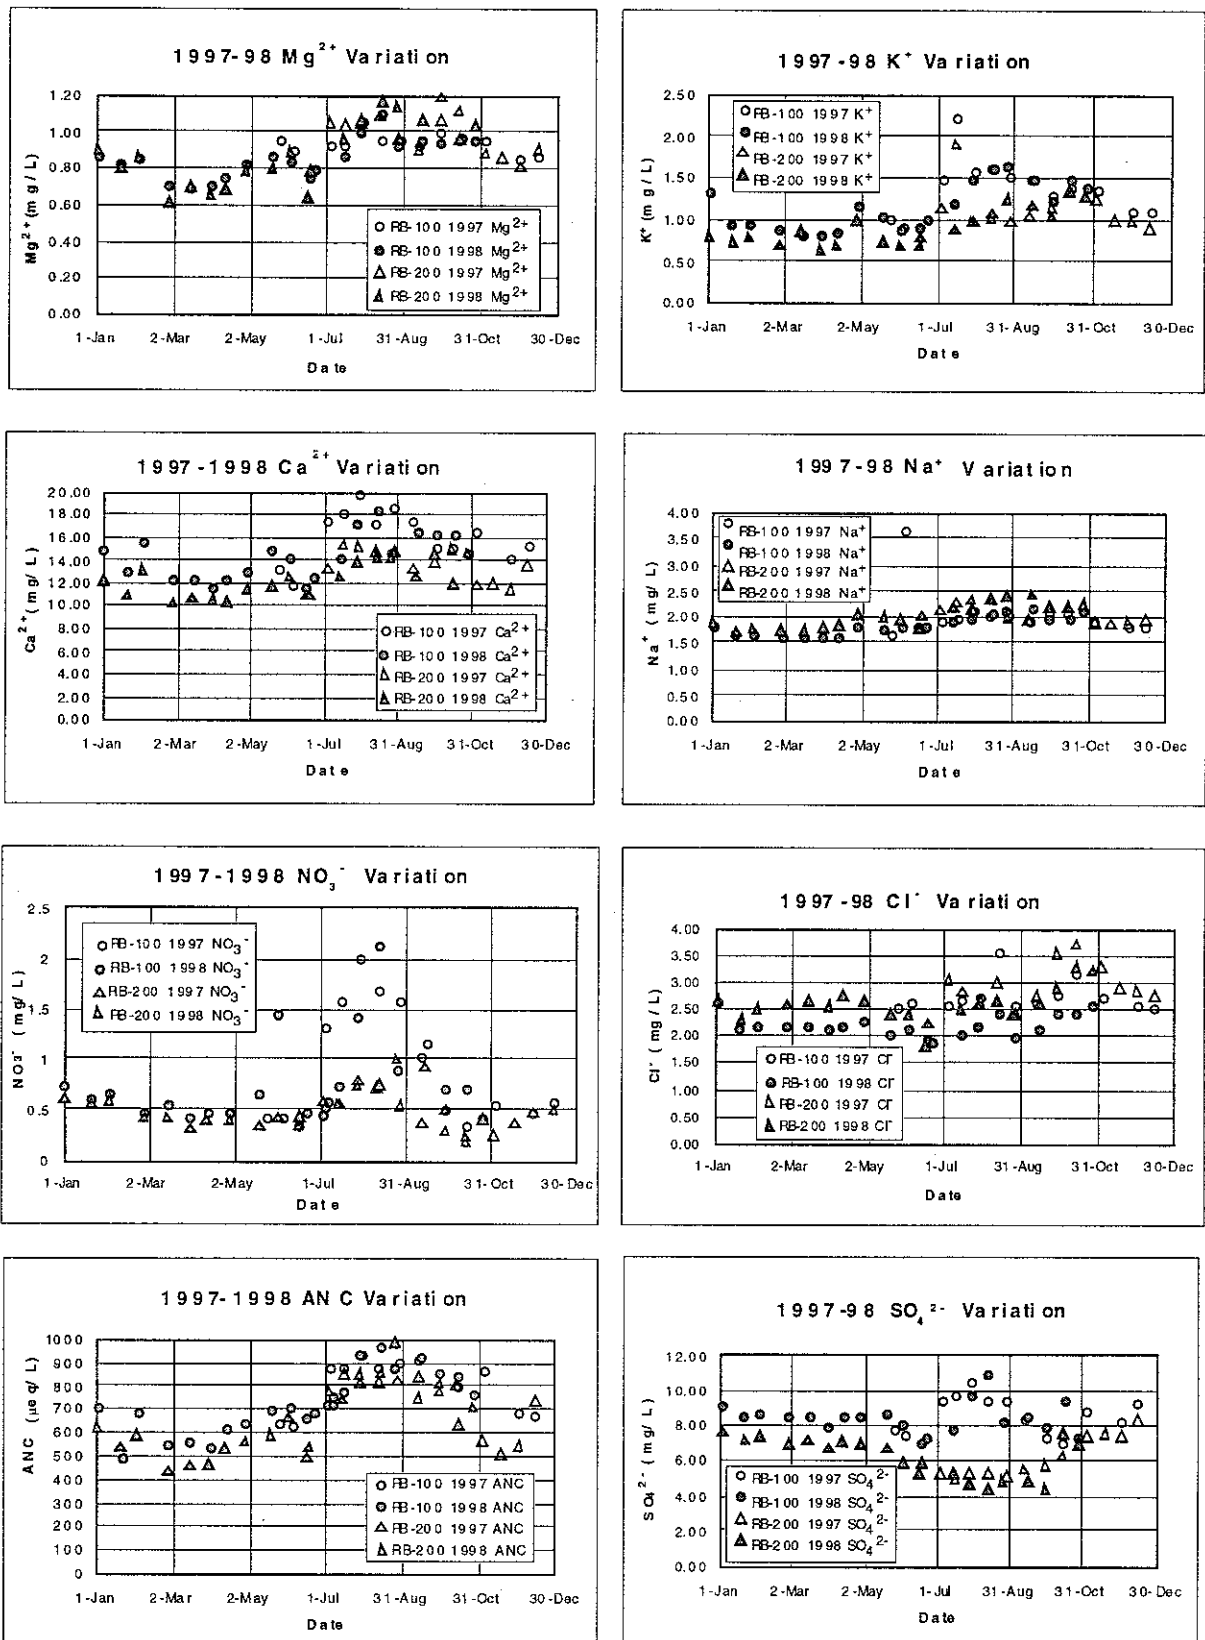 1997-98 Mg2+ Variation
Mg2+(mg/L)
1.20
1.00
0.80
0.60
0.40
0.20
0.00
RB-100 1997 Mg2+
RB-100 1998 Mg2+
RB-200 1997 Mg2+
RB-200 1998 Mg2+
1-Jan 2-Mar 2-May 1-Jul 31-Aug 31-Oct 30-Dec
Date
1997-98 K+ Variation
K+(mg/L)
2.50
2.00
1.50
1.00
0.50
0.00
RB-100 1997 K+
RB-100 1998 K+
RB-200 1997 K+
RB-200 1998 K+
1-Jan 2-Mar 2-May 1-Jul 31-Aug 31-Oct 30-Dec
Date
1997-1998 Ca2+ Variation
Ca2+(mg/L)
20.00
18.00
16.00
14.00
12.00
10.00
8.00
6.00
4.00
2.00
0.00
RB-100 1997 Ca2+
RB-100 1998 Ca2+
RB-200 1997 Ca2+
RB-200 1998 Ca2+
1-Jan 2-Mar 2-May 1-Jul 31-Aug 31-Oct 30-Dec
Date
1997-98 Na+ Variation
Na+ (mg/L)
4.00
3.50
3.00
2.50
2.00
1.50
1.00
0.50
0.00
RB-100 1997 Na+
RB-100 1998 Na+
RB-200 1997 Na+
RB-200 1998 Na+
1-Jan 2-Mar 2-May 1-Jul 31-Aug 31-Oct 30-Dec
Date
1997-1998 NO3- Variation
NO3- (mg/L)
2.5
2
1.5
1
0.5
0
RB-100 1997 NO3-
RB-100 1998 NO3-
RB-200 1997 NO3-
RB-200 1998 NO3-
1-Jan 2-Mar 2-May 1-Jul 31-Aug 31-Oct 30-Dec
Date
1997-98 Cl- Variation
Cl- (mg/L)
4.00
3.50
3.00
2.50
2.00
1.50
1.00
0.50
0.00
RB-100 1997 Cl-
RB-100 1998 Cl-
RB-200 1997 Cl-
RB-200 1998 Cl-
1-Jan 2-Mar 2-May 1-Jul 31-Aug 31-Oct 30-Dec
Date
1997-1998 ANC Variation
ANC (µeq/L)
1000
900
800
700
600
500
400
300
200
100
0
RB-100 1997 ANC
RB-100 1998 ANC
RB-200 1997 ANC
RB-200 1998 ANC
1-Jan 2-Mar 2-May 1-Jul 31-Aug 31-Oct 30-Dec
Date
1997-98 SO4 2- Variation
SO4 2- (mg/L)
12.00
10.00
8.00
6.00
4.00
2.00
0.00
RB-100 1997 SO4 2-
RB-100 1998 SO4 2-
RB-200 1997 SO4 2-
RB-200 1998 SO4 2-
1-Jan 2-Mar 2-May 1-Jul 31-Aug 31-Oct 30-Dec
Date